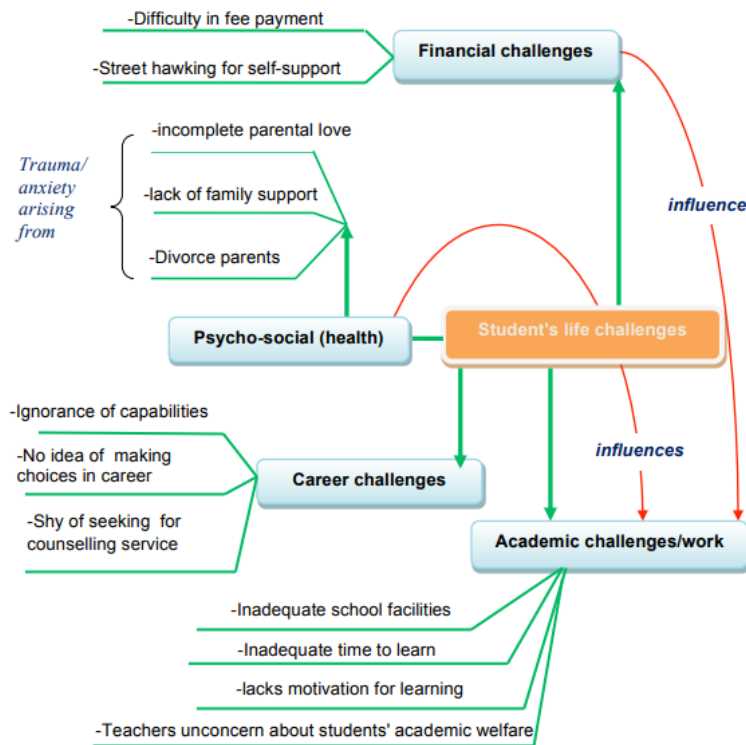 -Difficulty in fee payment
Financial challenges
-Street hawking for self-support
-incomplete parental love
Trauma/
anxiety
arising
from
-lack of family support
-Divorce parents
influence
Psycho-social (health)
Student's life challenges
-Ignorance of capabilities
-No idea of making
choices in career
Career challenges
influences
-Shy of seeking for
counselling service
Academic challenges/work
-Inadequate school facilities
-Inadequate time to learn
-lacks motivation for learning
-Teachers unconcern about students' academic welfare